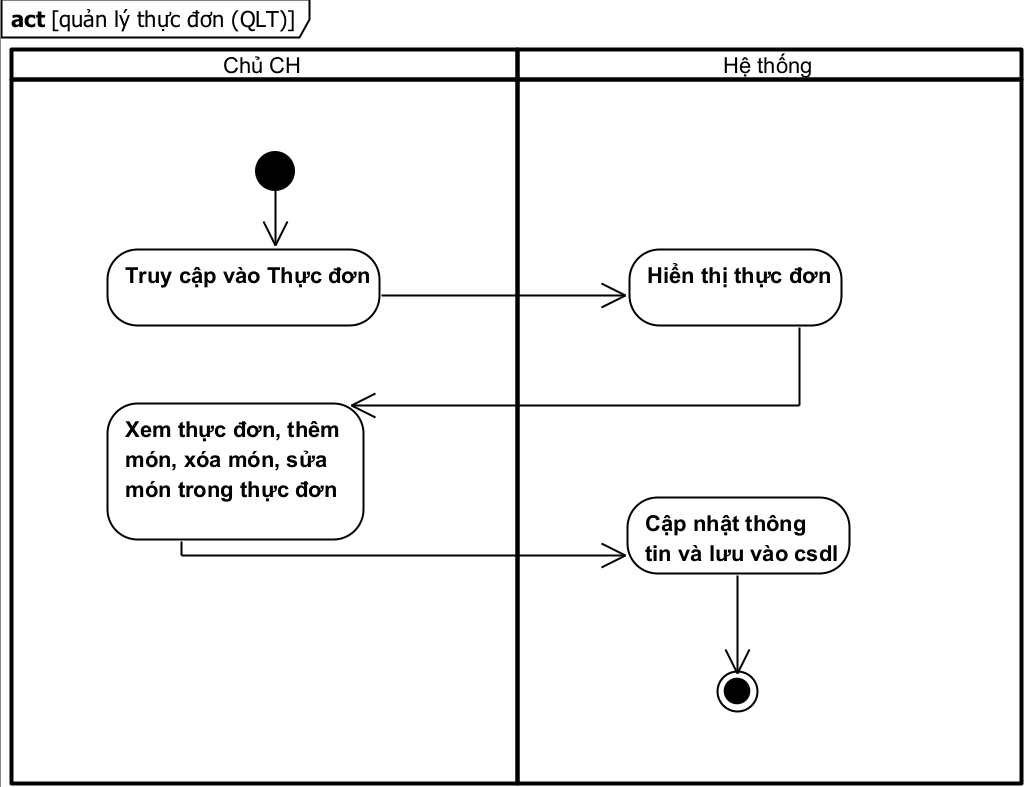 act [quản lý thực đơn (QLT)]
Chủ CH
Hệ thống
Truy cập vào Thực đơn
Hiển thị thực đơn
Xem thực đơn, thêm
món, xóa món, sửa
món trong thực đơn
Cập nhật thông
tin và lưu vào csdl